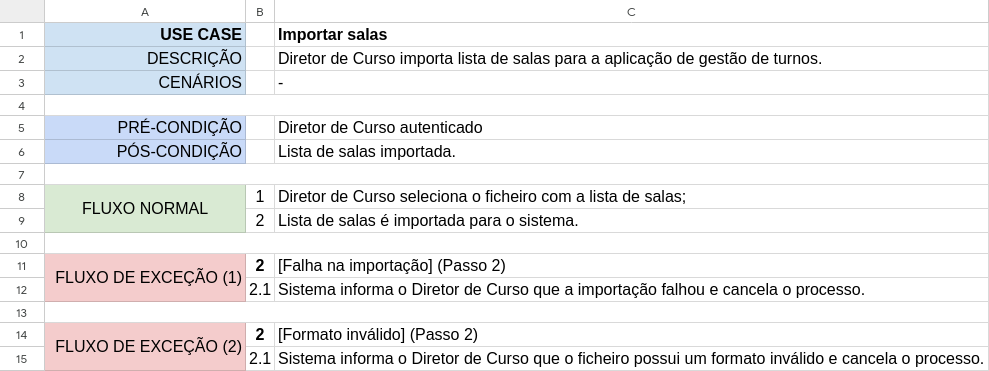 A B C
1 USE CASE Importar salas
2 DESCRIÇÃO Diretor de Curso importa lista de salas para a aplicação de gestão de turnos.
3 CENÁRIOS -
4
5 PRÉ-CONDIÇÃO Diretor de Curso autenticado
6 PÓS-CONDIÇÃO Lista de salas importada.
7
8 FLUXO NORMAL 1 Diretor de Curso seleciona o ficheiro com a lista de salas;
9 2 Lista de salas é importada para o sistema.
10
11 FLUXO DE EXCEÇÃO (1) 2 [Falha na importação] (Passo 2)
12 2.1 Sistema informa o Diretor de Curso que a importação falhou e cancela o processo.
13
14 FLUXO DE EXCEÇÃO (2) 2 [Formato inválido] (Passo 2)
15 2.1 Sistema informa o Diretor de Curso que o ficheiro possui um formato inválido e cancela o processo.